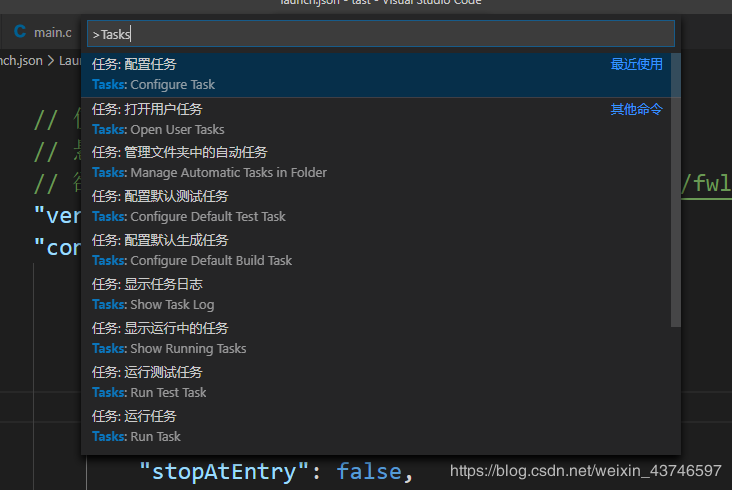 launch.json - tast - Visual Studio Code
C main.c
>Tasks
nch.json > Lau
任务: 配置任务 最近使用
Tasks: Configure Task
任务: 打开用户任务 其他命令
Tasks: Open User Tasks
//
任务: 管理文件夹中的自动任务
//
Tasks: Manage Automatic Tasks in Folder
// /fwl
任务: 配置默认测试任务
"ver
Tasks: Configure Default Test Task
任务: 配置默认生成任务
"con
Tasks: Configure Default Build Task
任务: 显示任务日志
Tasks: Show Task Log
任务: 显示运行中的任务
Tasks: Show Running Tasks
任务: 运行测试任务
Tasks: Run Test Task
任务: 运行任务
Tasks: Run Task
"stopAtEntry": false,
https://blog.csdn.net/weixin_43746597